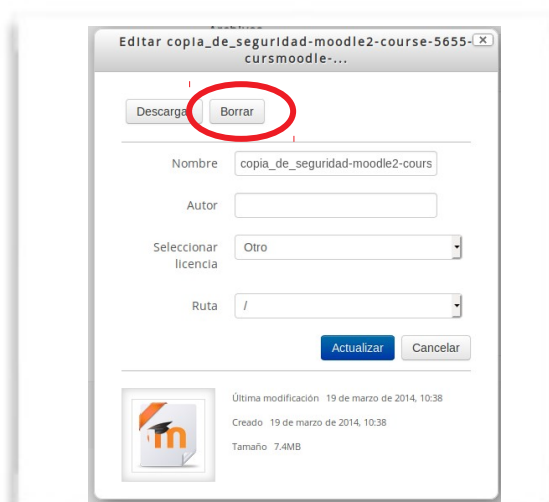 Editar copia_de_seguridad-moodle2-course-5655-
cursmoodle-...
Descargar
Borrar
Nombre copia_de_seguridad-moodle2-cours
Autor
Seleccionar
licencia
Otro
Ruta /
Actualizar Cancelar
Última modificación 19 de marzo de 2014, 10:38
Creado 19 de marzo de 2014, 10:38
Tamaño 7.4MB
m